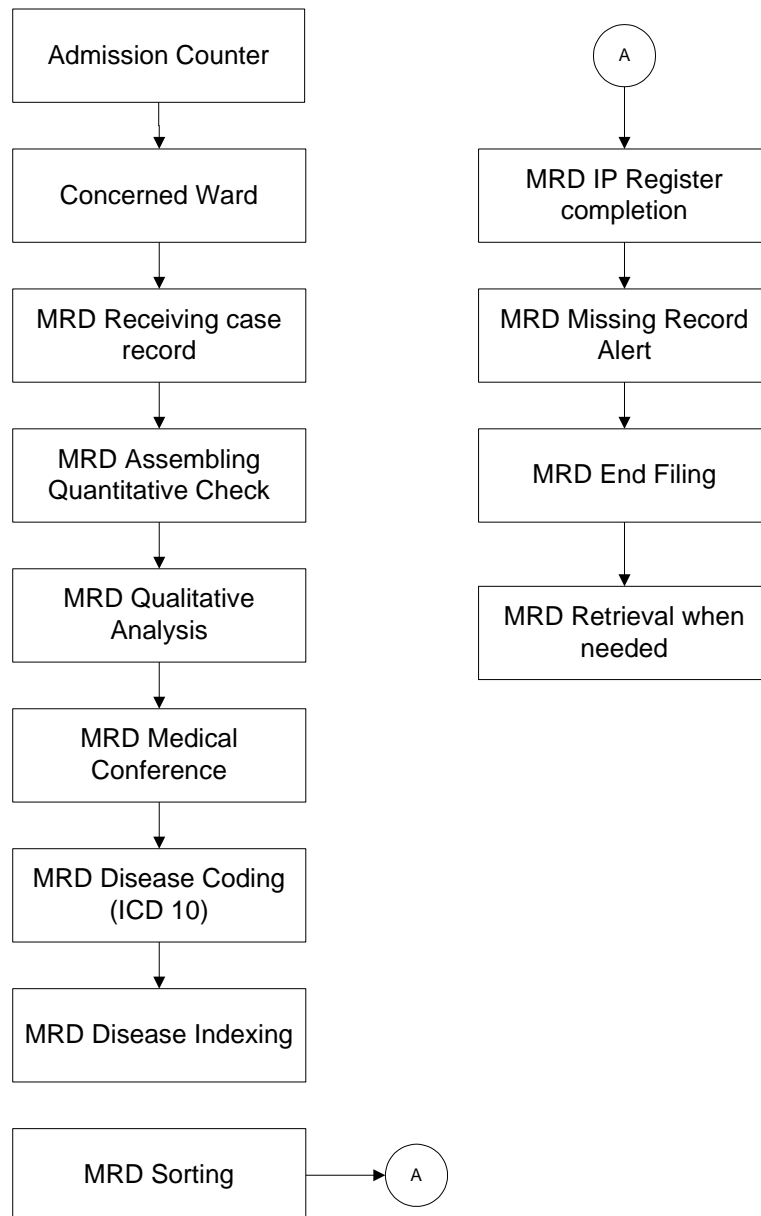 Admission Counter
Concerned Ward
MRD Receiving case
record
MRD Assembling
Quantitative Check
MRD Qualitative
Analysis
MRD Medical
Conference
MRD Disease Coding
(ICD 10)
MRD Disease Indexing
MRD Sorting
A
A
MRD IP Register
completion
MRD Missing Record
Alert
MRD End Filing
MRD Retrieval when
needed